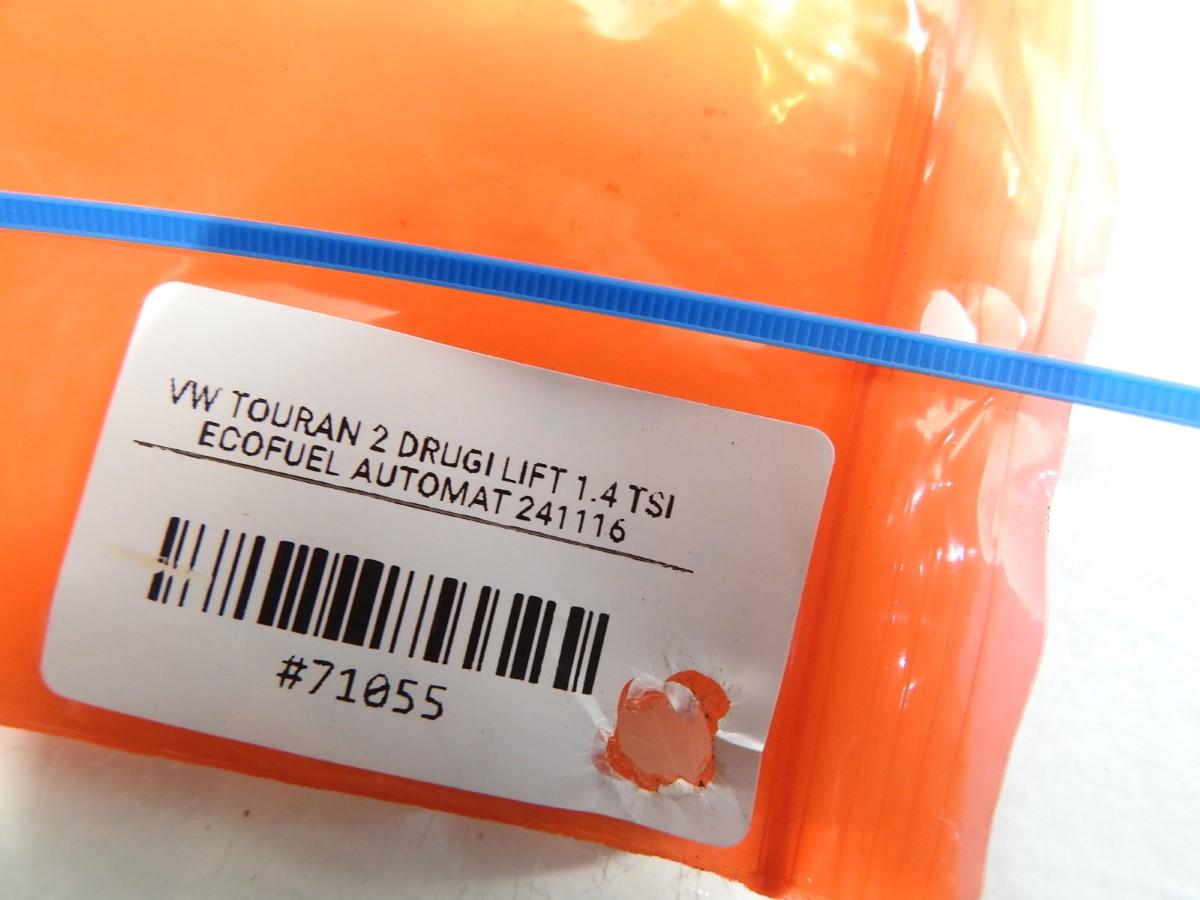 VW TOURAN 2 DRUGI LIFT 1.4 TSI
ECOFUEL AUTOMAT 241116
#71055